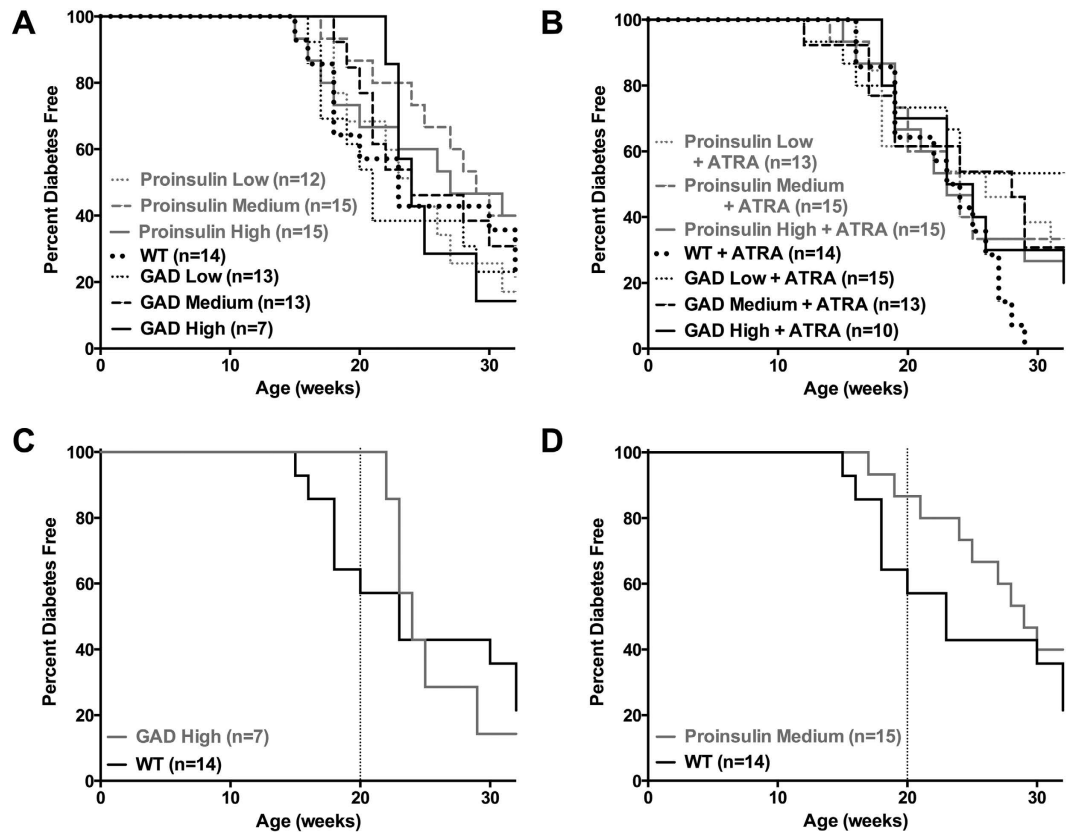 A
Percent Diabetes Free
100
80
60
40
20
0
Proinsulin Low (n=12)
Proinsulin Medium (n=15)
Proinsulin High (n=15)
WT (n=14)
GAD Low (n=13)
GAD Medium (n=13)
GAD High (n=7)
0 10 20 30
Age (weeks)
B
Percent Diabetes Free
100
80
60
40
20
0
Proinsulin Low
+ ATRA (n=13)
Proinsulin Medium
+ ATRA (n=15)
Proinsulin High + ATRA (n=15)
WT + ATRA (n=14)
GAD Low + ATRA (n=15)
GAD Medium + ATRA (n=13)
GAD High + ATRA (n=10)
0 10 20 30
Age (weeks)
C
Percent Diabetes Free
100
80
60
40
20
0
GAD High (n=7)
WT (n=14)
0 10 20 30
Age (weeks)
D
Percent Diabetes Free
100
80
60
40
20
0
Proinsulin Medium (n=15)
WT (n=14)
0 10 20 30
Age (weeks)